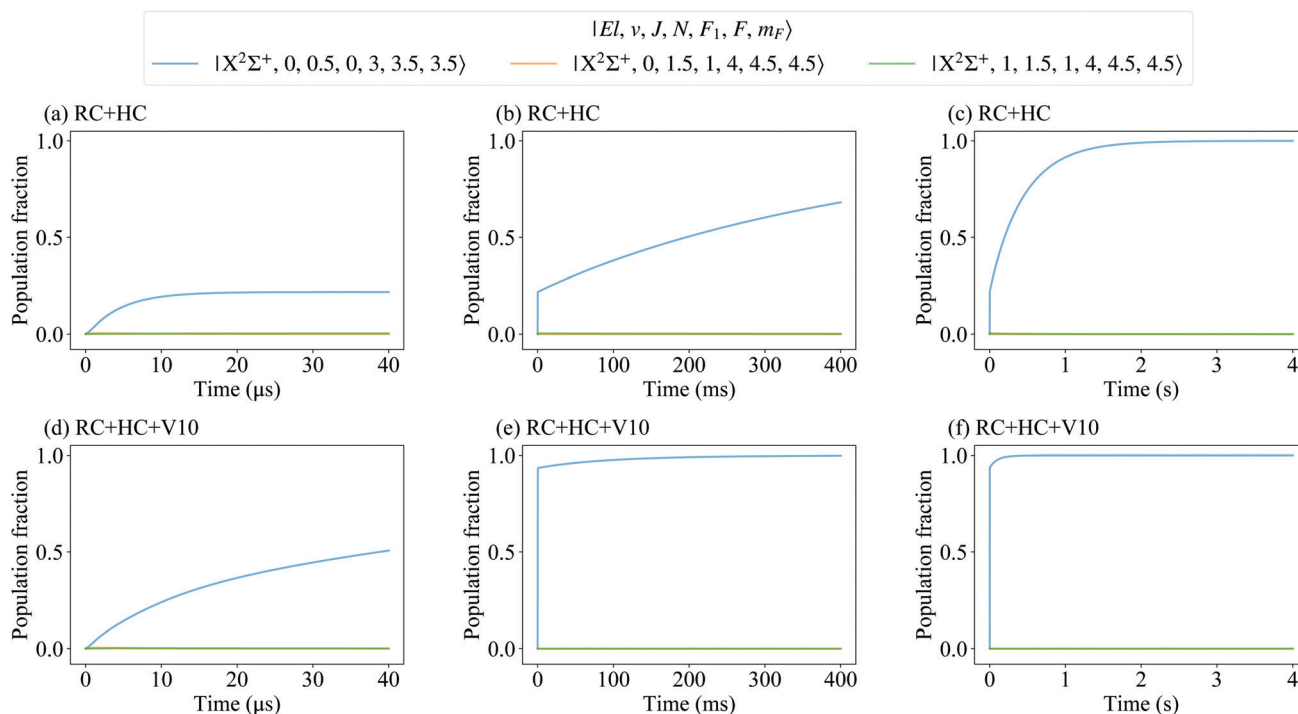 |El, v, J, N, F₁, F, m_F⟩
|X²Σ⁺, 0, 0.5, 0, 3, 3.5, 3.5⟩ |X²Σ⁺, 0, 1.5, 1, 4, 4.5, 4.5⟩ |X²Σ⁺, 1, 1.5, 1, 4, 4.5, 4.5⟩
(a) RC+HC
Population fraction
1.0
0.5
0.0
0 10 20 30 40
Time (μs)
(b) RC+HC
Population fraction
1.0
0.5
0.0
0 100 200 300 400
Time (ms)
(c) RC+HC
Population fraction
1.0
0.5
0.0
0 1 2 3 4
Time (s)
(d) RC+HC+V10
Population fraction
1.0
0.5
0.0
0 10 20 30 40
Time (μs)
(e) RC+HC+V10
Population fraction
1.0
0.5
0.0
0 100 200 300 400
Time (ms)
(f) RC+HC+V10
Population fraction
1.0
0.5
0.0
0 1 2 3 4
Time (s)